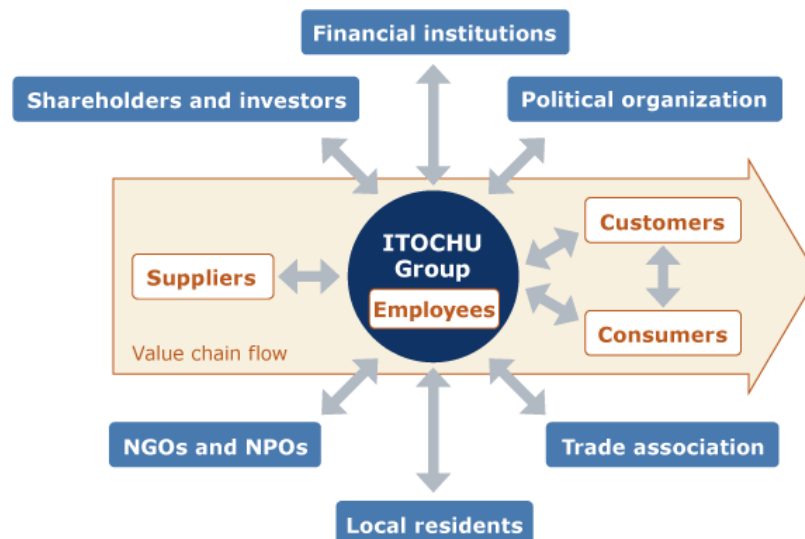 Financial institutions
Shareholders and investors
Political organization
ITOCHU
Group
Employees
Suppliers
Customers
Consumers
Value chain flow
NGOs and NPOs
Trade association
Local residents